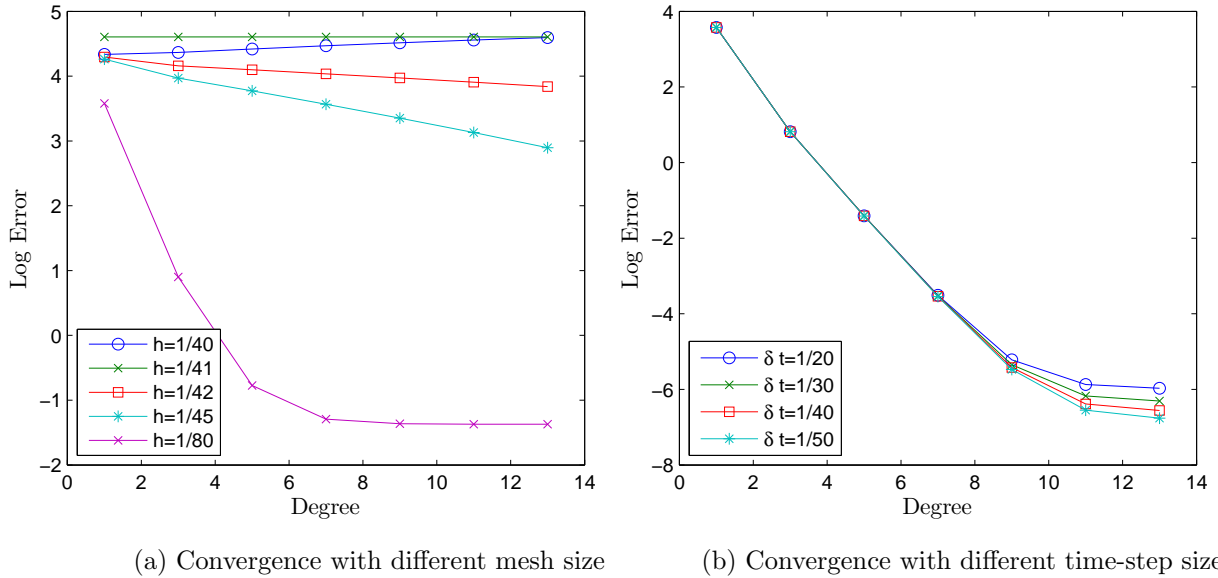 5
4
3
2
1
0
−1
−2
0 2 4 6 8 10 12 14
Log Error
Degree
h=1/40
h=1/41
h=1/42
h=1/45
h=1/80
(a) Convergence with different mesh size
4
2
0
−2
−4
−6
−8
0 2 4 6 8 10 12 14
Log Error
Degree
δ t=1/20
δ t=1/30
δ t=1/40
δ t=1/50
(b) Convergence with different time-step size